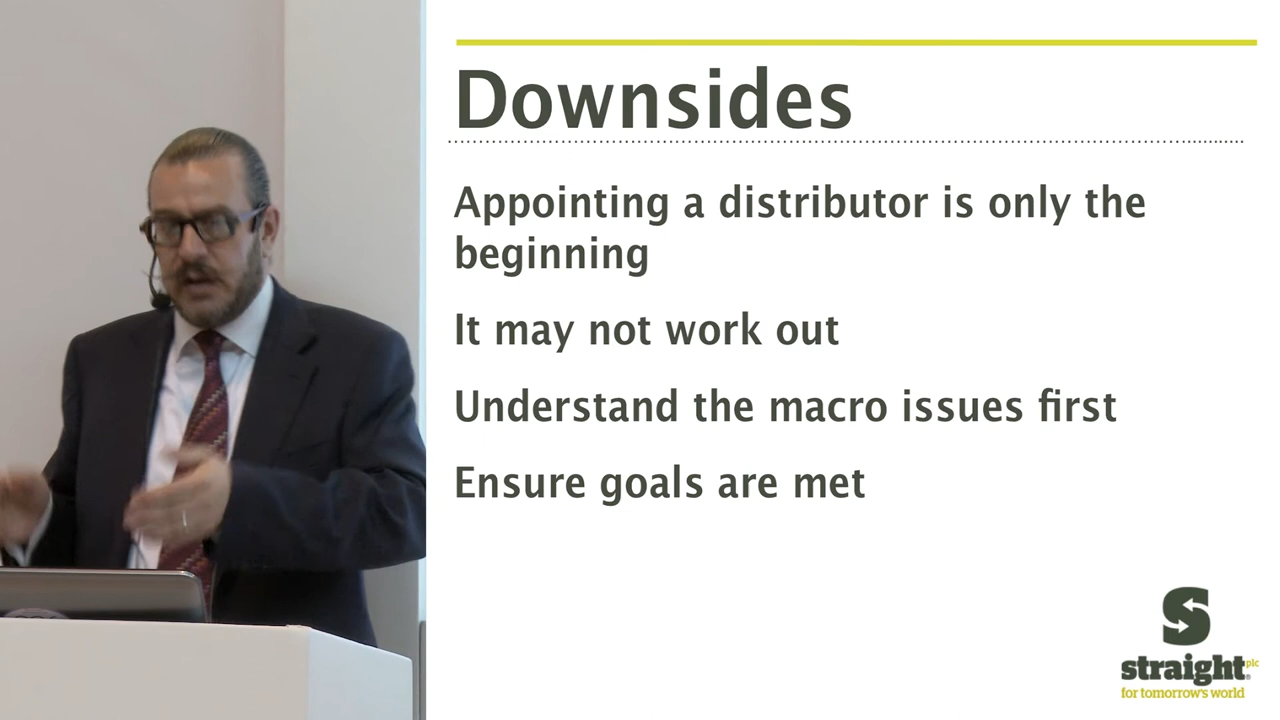 Downsides
Appointing a distributor is only the
beginning
It may not work out
Understand the macro issues first
Ensure goals are met
S
straight plc
for tomorrow's world